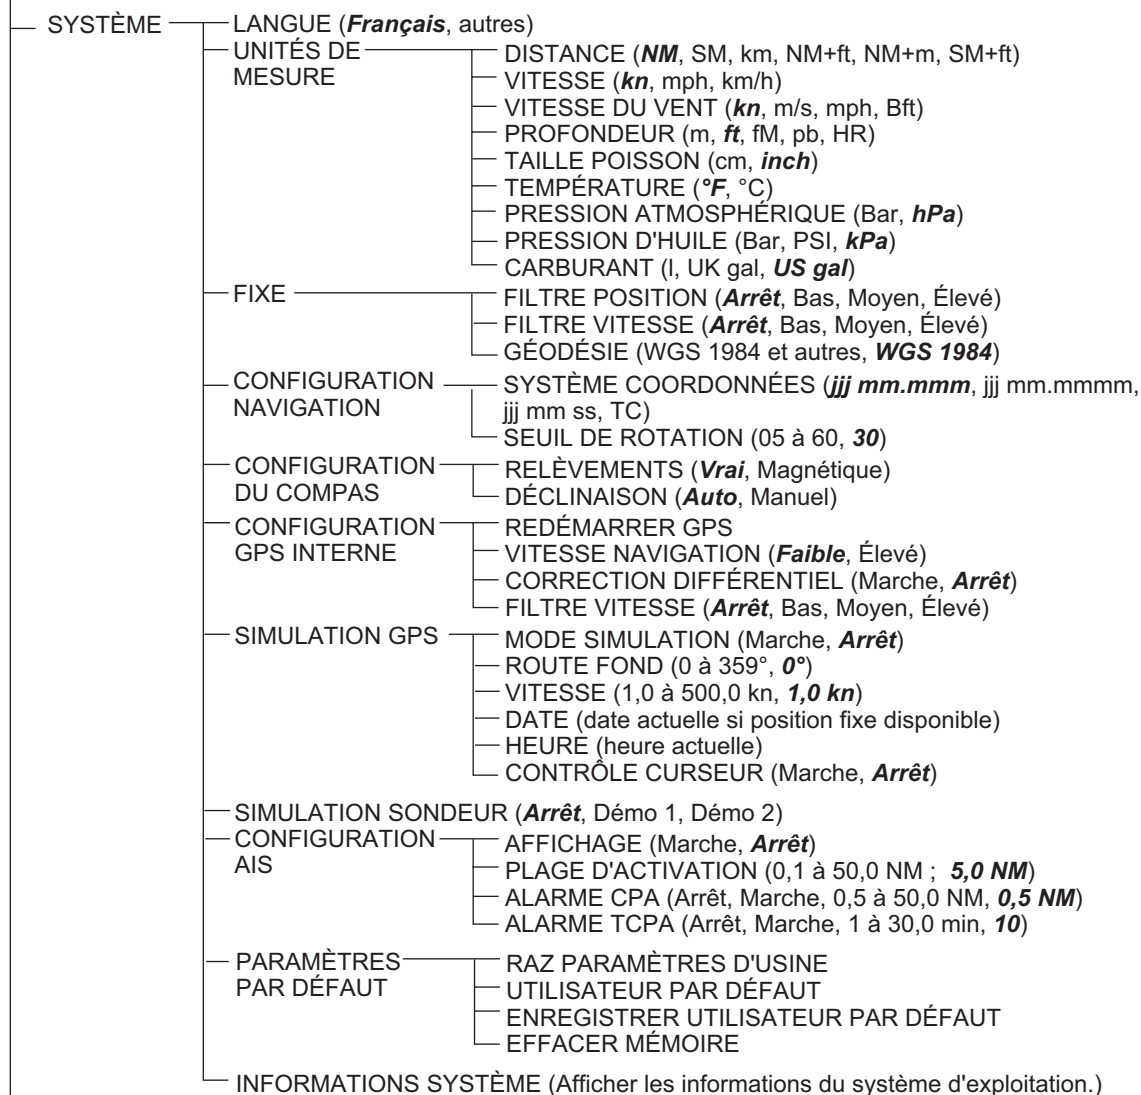 SYSTÈME
LANGUE (Français, autres)
UNITÉS DE
MESURE
DISTANCE (NM, SM, km, NM+ft, NM+m, SM+ft)
VITESSE (kn, mph, km/h)
VITESSE DU VENT (kn, m/s, mph, Bft)
PROFONDEUR (m, ft, fM, pb, HR)
TAILLE POISSON (cm, inch)
TEMPÉRATURE (°F, °C)
PRESSION ATMOSPHÉRIQUE (Bar, hPa)
PRESSION D'HUILE (Bar, PSI, kPa)
CARBURANT (l, UK gal, US gal)
FIXE
FILTRE POSITION (Arrêt, Bas, Moyen, Élevé)
FILTRE VITESSE (Arrêt, Bas, Moyen, Élevé)
GÉODÉSIE (WGS 1984 et autres, WGS 1984)
CONFIGURATION
NAVIGATION
SYSTÈME COORDONNÉES (jjj mm.mmm, jjj mm.mmmm,
jjj mm ss, TC)
SEUIL DE ROTATION (05 à 60, 30)
CONFIGURATION
DU COMPAS
RELÈVEMENTS (Vrai, Magnétique)
DÉCLINAISON (Auto, Manuel)
CONFIGURATION
GPS INTERNE
REDÉMARRER GPS
VITESSE NAVIGATION (Faible, Élevé)
CORRECTION DIFFÉRENTIEL (Marche, Arrêt)
FILTRE VITESSE (Arrêt, Bas, Moyen, Élevé)
SIMULATION GPS
MODE SIMULATION (Marche, Arrêt)
ROUTE FOND (0 à 359°, 0°)
VITESSE (1,0 à 500,0 kn, 1,0 kn)
DATE (date actuelle si position fixe disponible)
HEURE (heure actuelle)
CONTRÔLE CURSEUR (Marche, Arrêt)
SIMULATION SONDEUR (Arrêt, Démo 1, Démo 2)
CONFIGURATION
AIS
AFFICHAGE (Marche, Arrêt)
PLAGE D'ACTIVATION (0,1 à 50,0 NM ; 5,0 NM)
ALARME CPA (Arrêt, Marche, 0,5 à 50,0 NM, 0,5 NM)
ALARME TCPA (Arrêt, Marche, 1 à 30,0 min, 10)
PARAMÈTRES
PAR DÉFAUT
RAZ PARAMÈTRES D'USINE
UTILISATEUR PAR DÉFAUT
ENREGISTRER UTILISATEUR PAR DÉFAUT
EFFACER MÉMOIRE
INFORMATIONS SYSTÈME (Afficher les informations du système d'exploitation.)